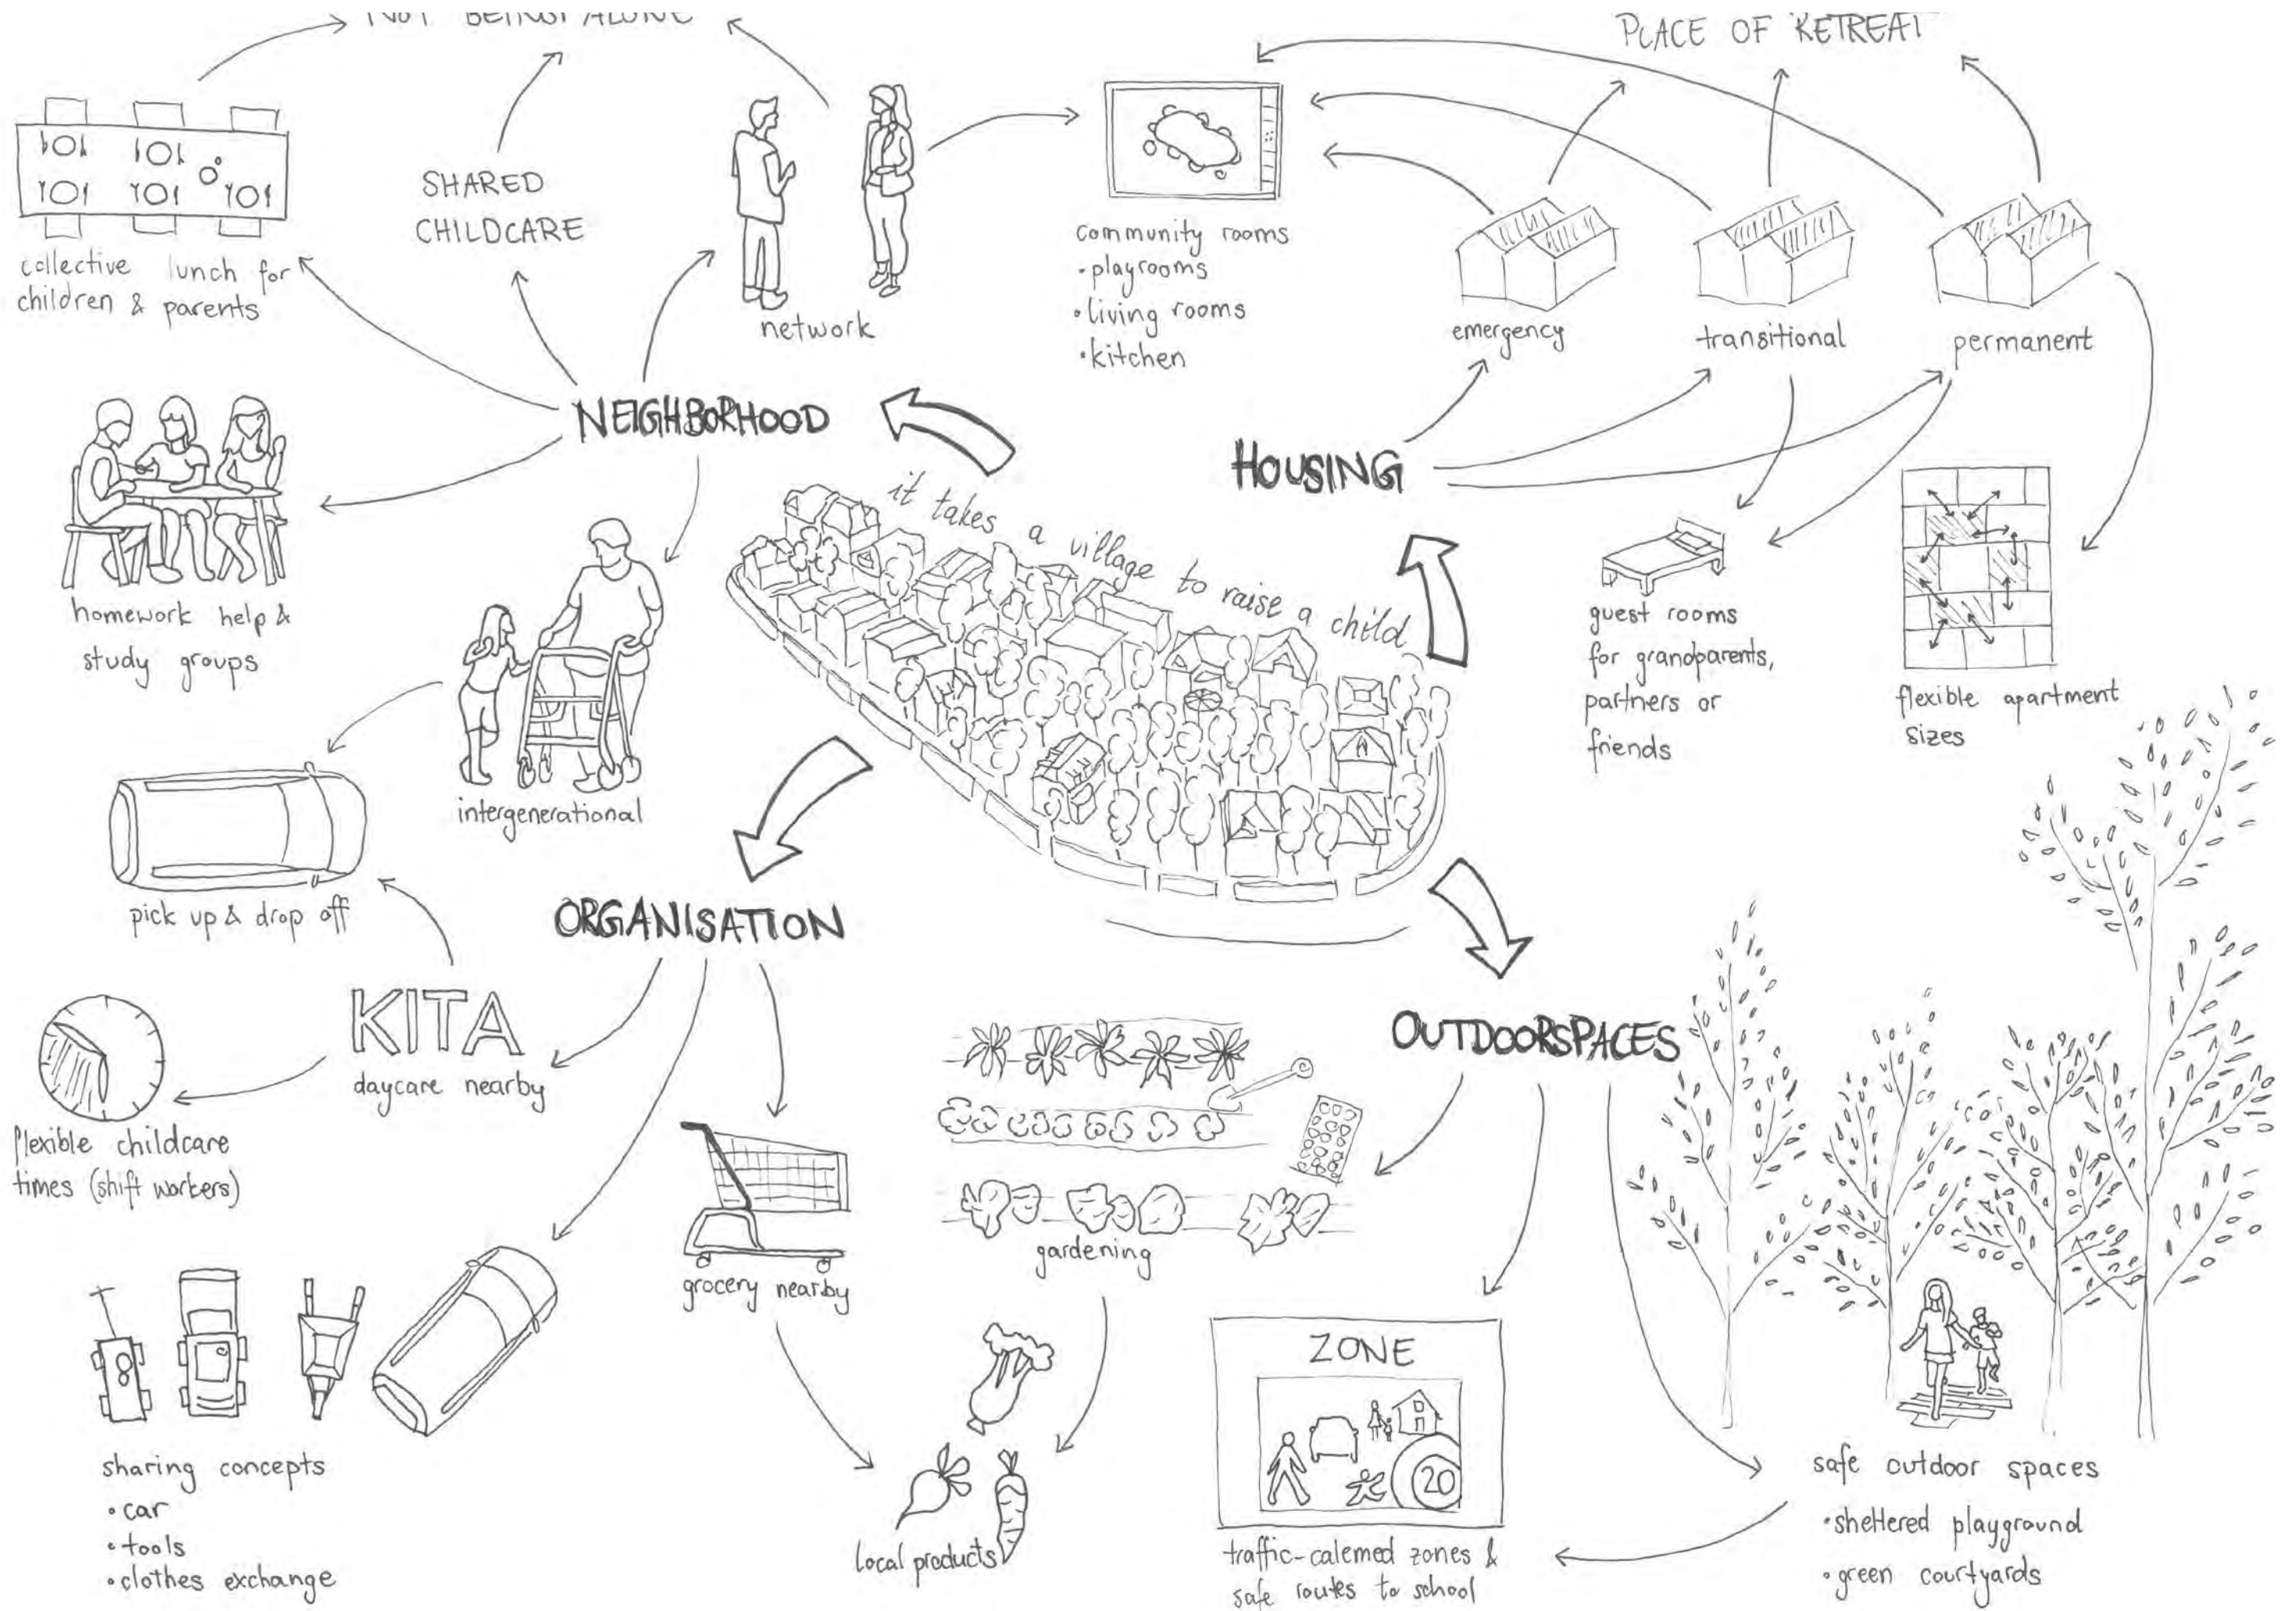 NOT BEING ALONE
PLACE OF RETREAT
SHARED
CHILDCARE
collective lunch for
children & parents
network
community rooms
•playrooms
•living rooms
•kitchen
emergency
transitional
permanent
NEIGHBORHOOD
HOUSING
it takes a village to raise a child
homework help &
study groups
intergenerational
guest rooms
for grandparents,
partners or
friends
flexible apartment
sizes
pick up & drop off
ORGANISATION
KITA
daycare nearby
flexible childcare
times (shift workers)
OUTDOORSPACES
grocery nearby
gardening
sharing concepts
•car
•tools
•clothes exchange
local products
ZONE
20
traffic-calemed zones &
safe routes to school
safe outdoor spaces
•sheltered playground
•green courtyards